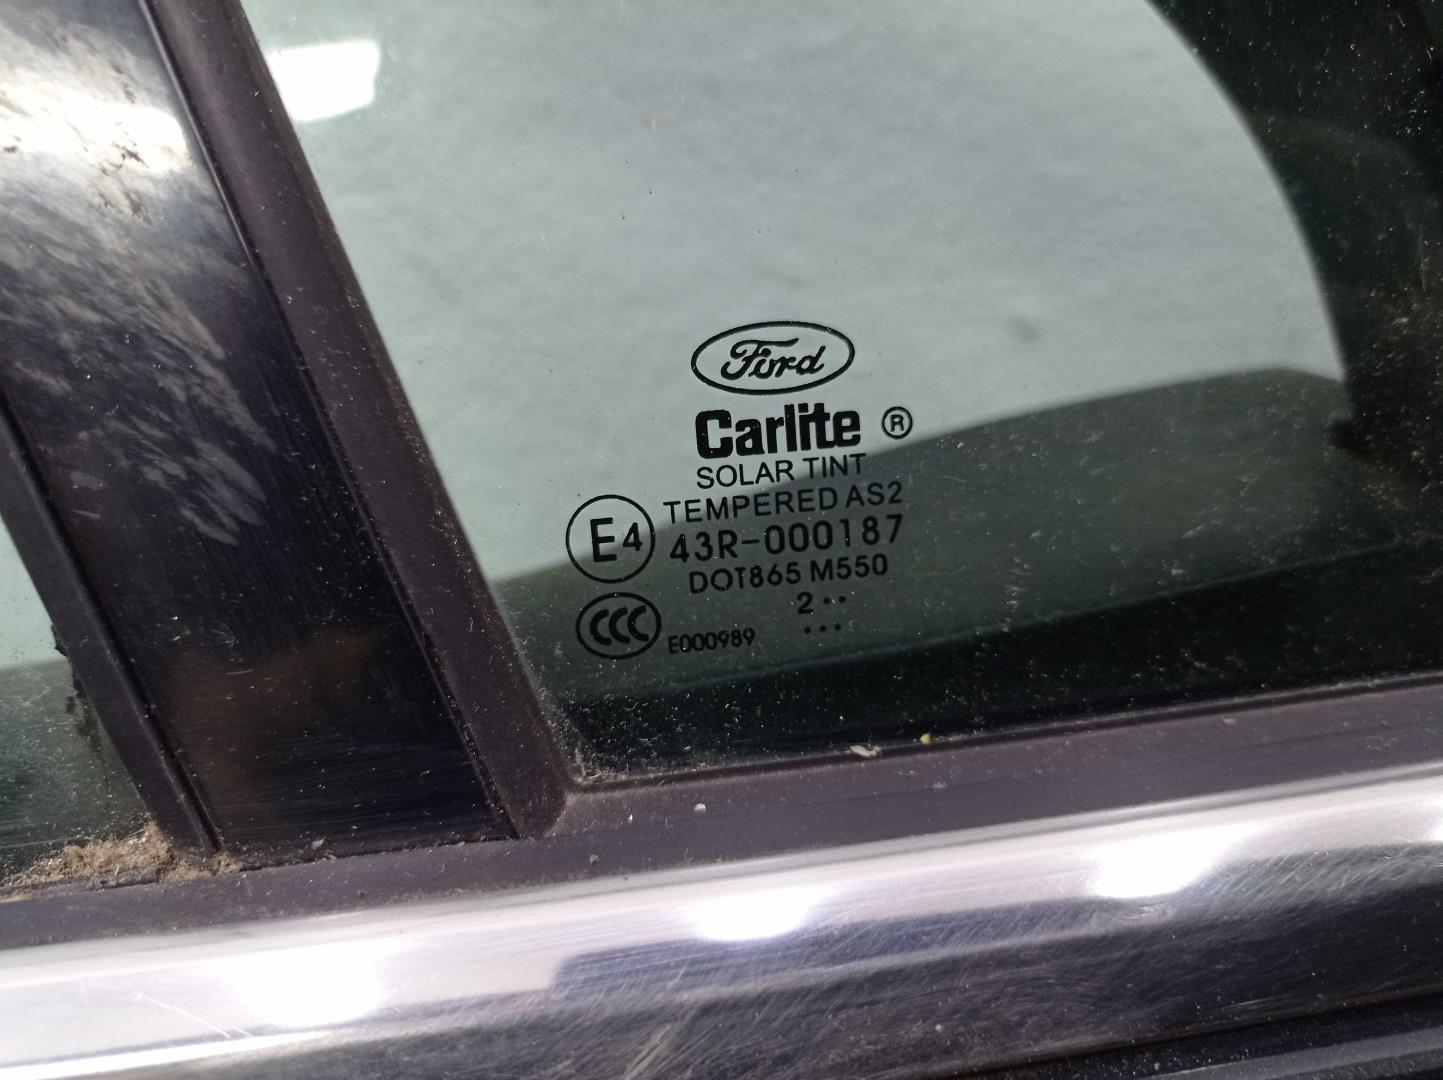 Ford
Carlite ®
SOLAR TINT
TEMPERED AS2
E4 43R-000187
DOT865 M550
2 ..
...
CCC E000989